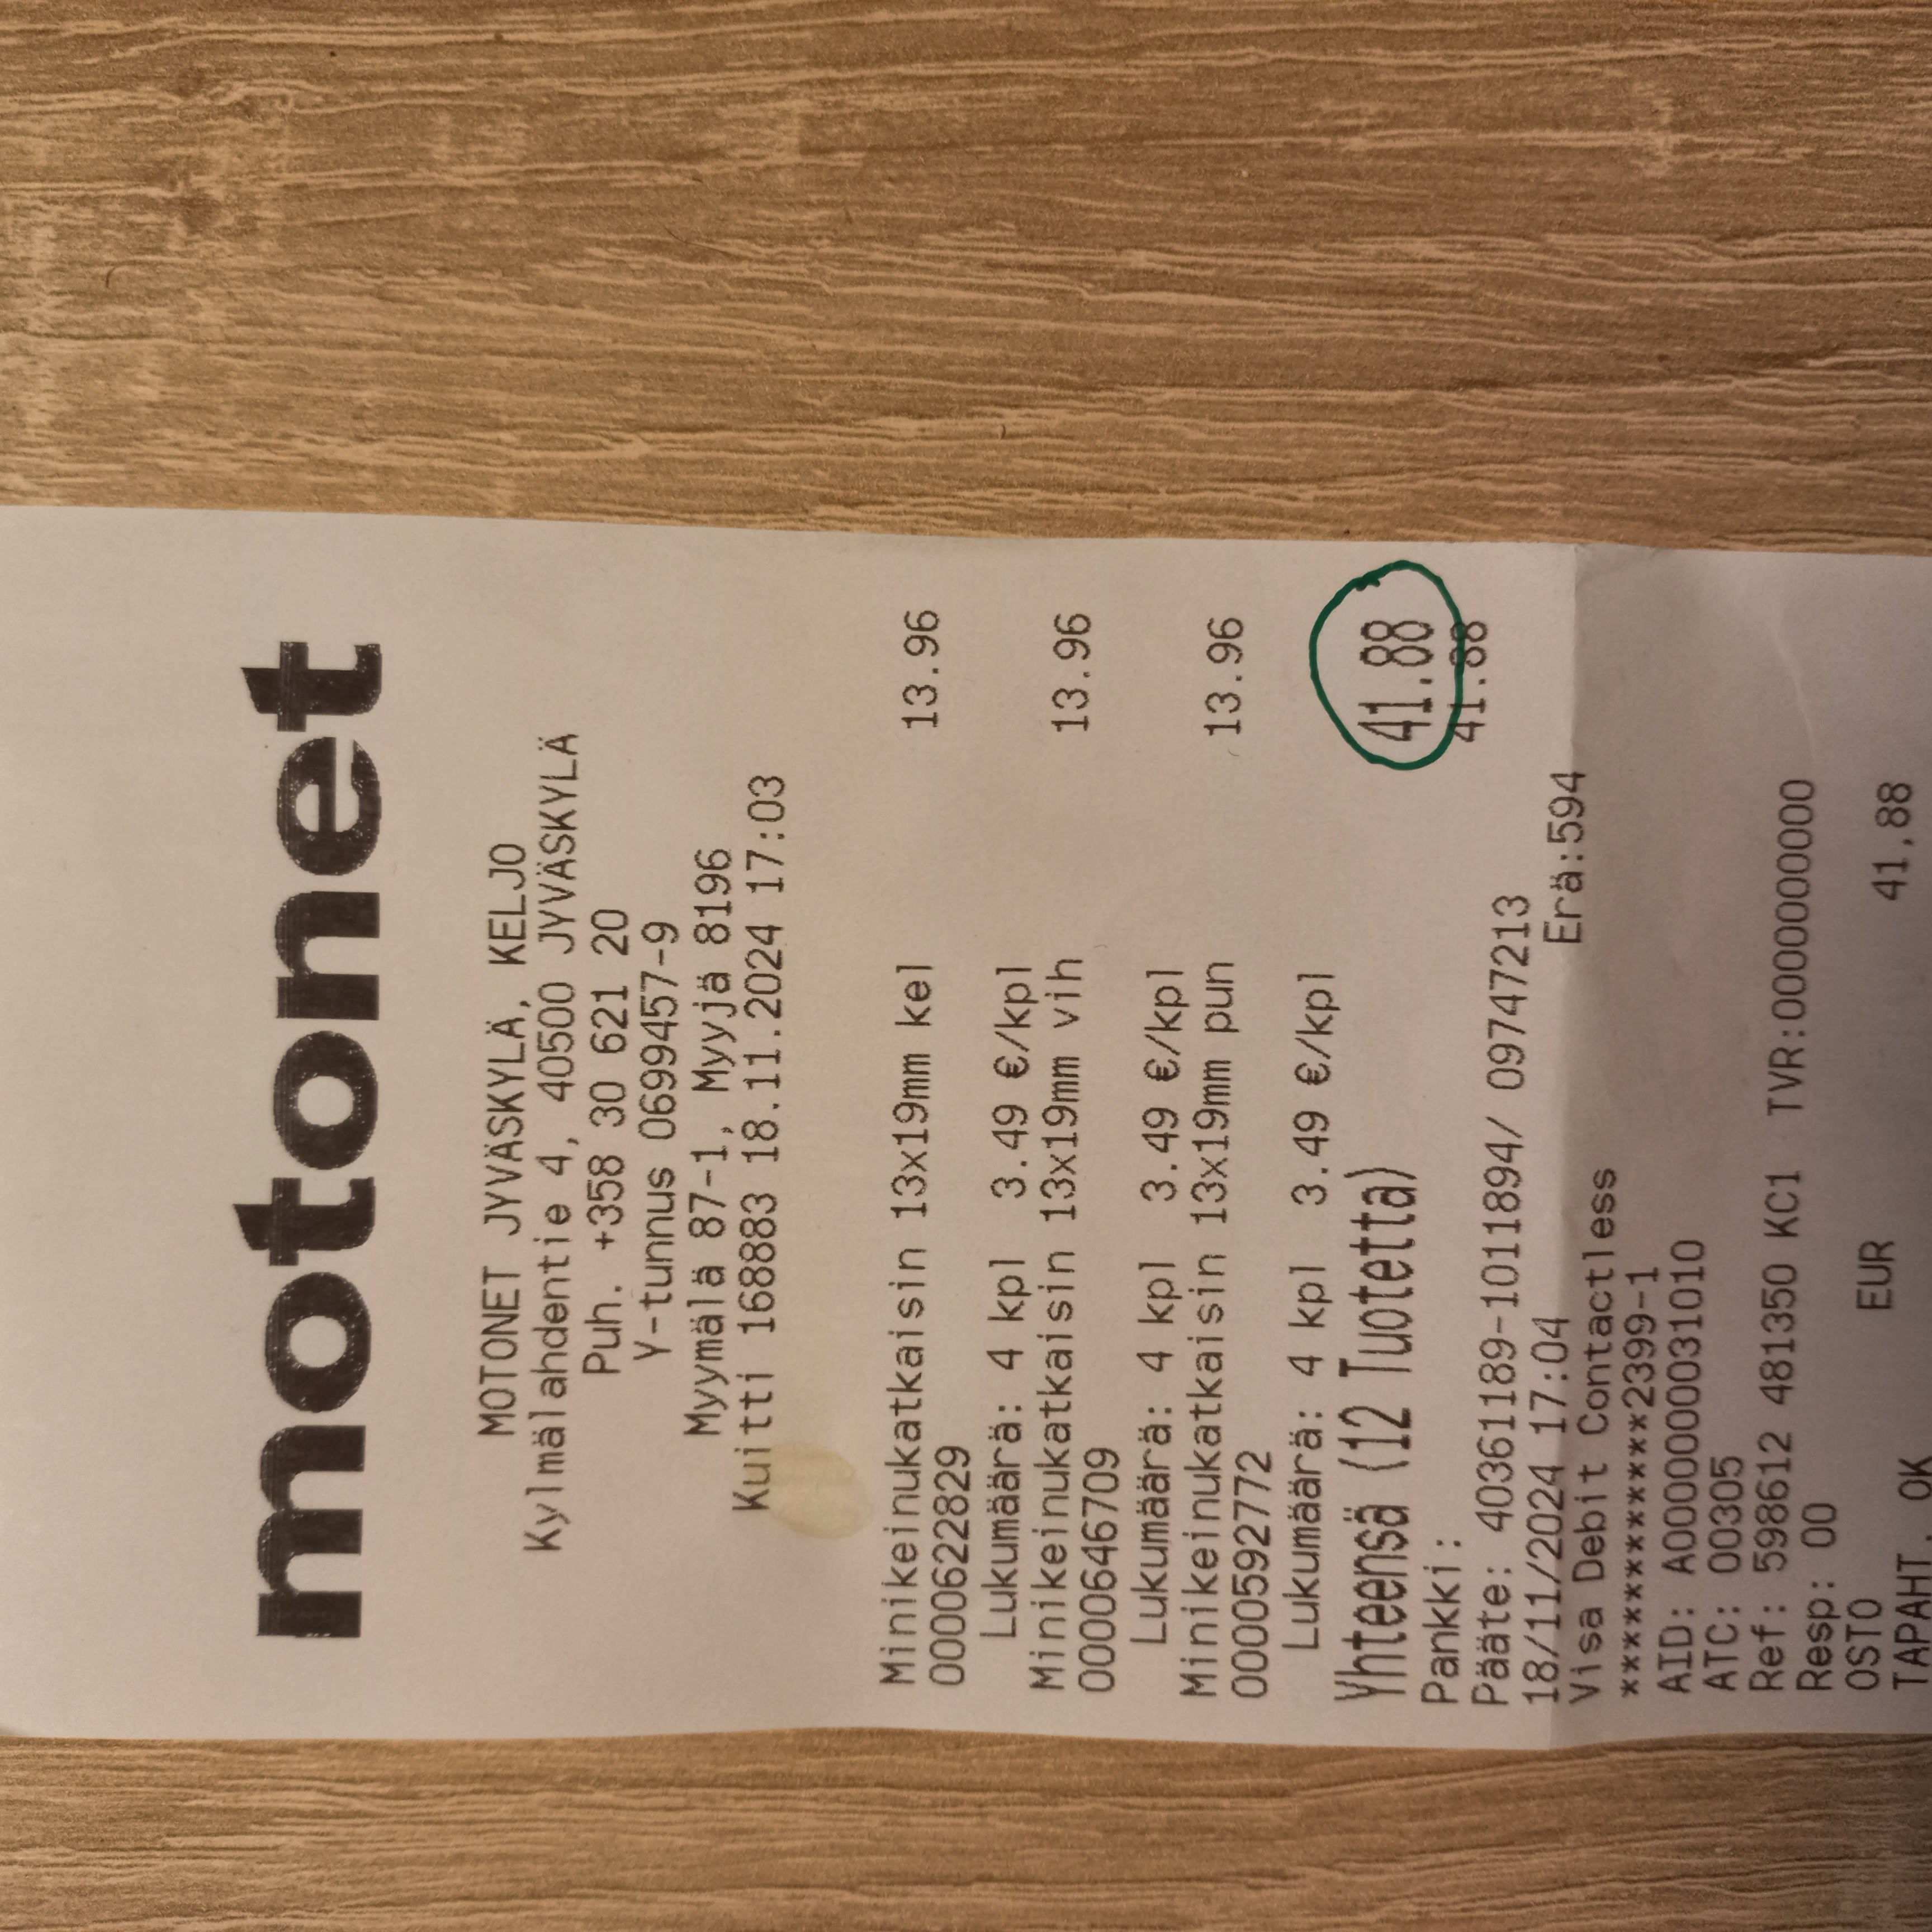 motonet
MOTONET JYVÄSKYLÄ, KELJO
Kylmälahdentie 4, 40500 JYVÄSKYLÄ
Puh. +358 30 621 20
Y-tunnus 0699457-9
Myymälä 87-1, Myyjä 8196
Kuitti 168883 18.11.2024 17:03
Minikeinukatkaisin 13x19mm kel 13.96
0000622829
Lukumäärä: 4 kpl 3.49 €/kpl
Minikeinukatkaisin 13x19mm vih 13.96
0000646709
Lukumäärä: 4 kpl 3.49 €/kpl
Minikeinukatkaisin 13x19mm pun 13.96
0000592772
Lukumäärä: 4 kpl 3.49 €/kpl
Yhteensä (12 Tuotetta) 41.88
Pankki: 41.88
Pääte: 40361189-1011894/ 09747213
18/11/2024 17:04 Erä:594
Visa Debit Contactless
************2399-1
AID: A0000000031010
ATC: 00305
Ref: 598612 481350 KC1 TVR:0000000000
Resp: 00
OSTO EUR 41,88
TAPAHT. OK